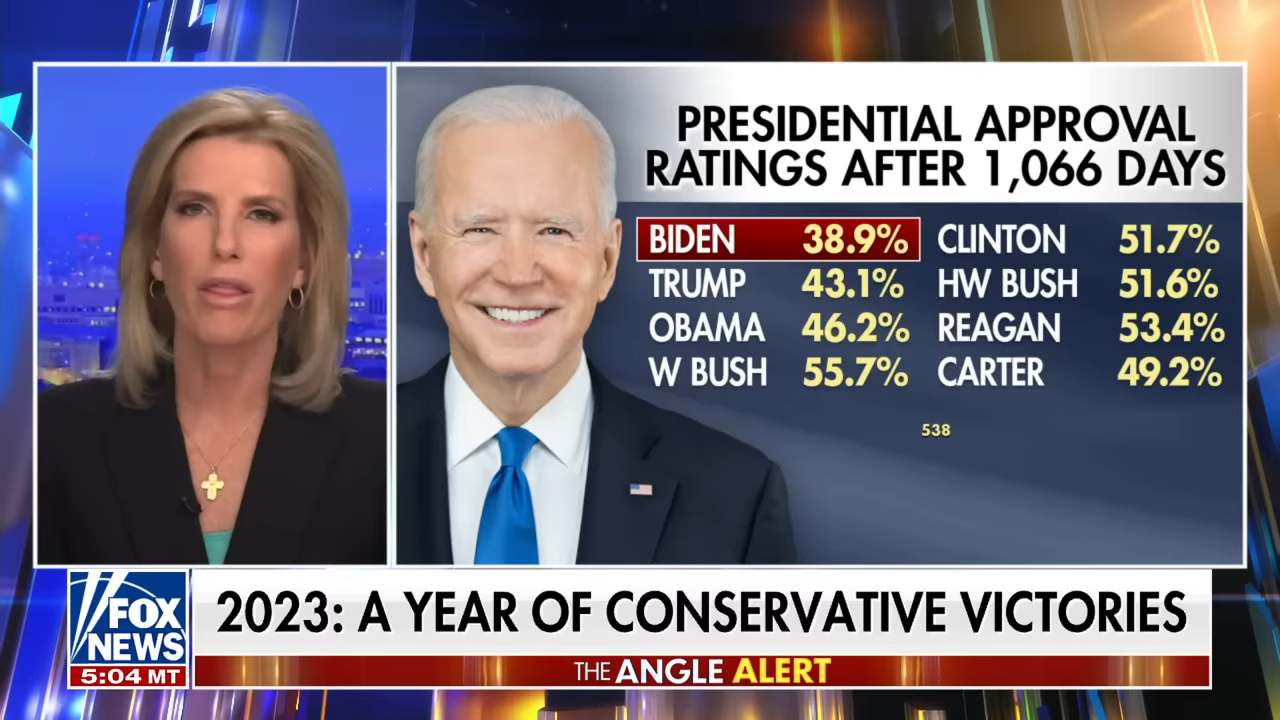 PRESIDENTIAL APPROVAL
RATINGS AFTER 1,066 DAYS
BIDEN 38.9% CLINTON 51.7%
TRUMP 43.1% HW BUSH 51.6%
OBAMA 46.2% REAGAN 53.4%
W BUSH 55.7% CARTER 49.2%
538
FOX
NEWS
5:04 MT
2023: A YEAR OF CONSERVATIVE VICTORIES
THE ANGLE ALERT